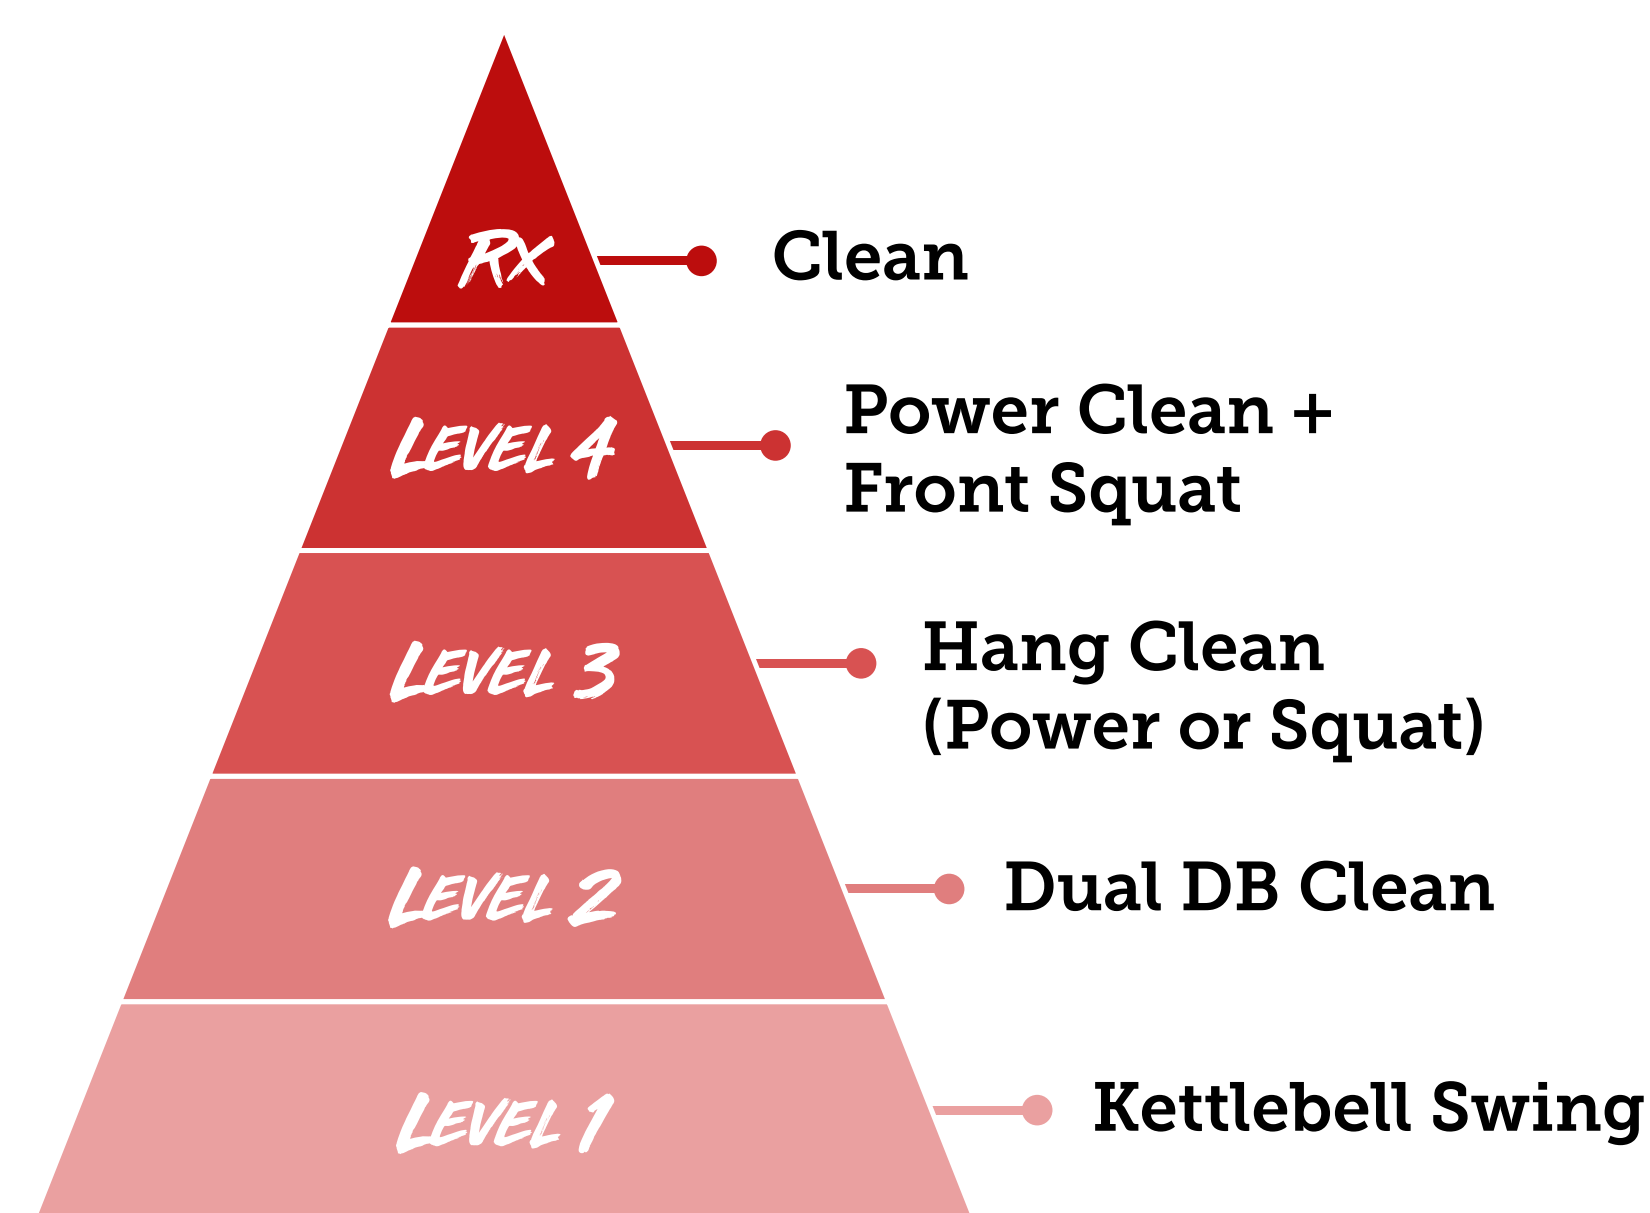 Rx
Clean
Level 4
Power Clean +
Front Squat
Level 3
Hang Clean
(Power or Squat)
Level 2
Dual DB Clean
Level 1
Kettlebell Swing